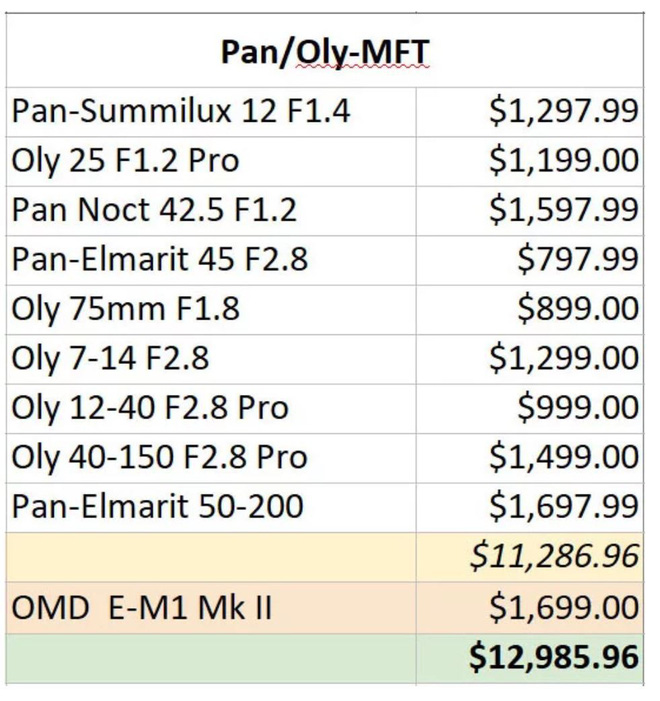 Pan/Oly-MFT
Pan-Summilux 12 F1.4 $1,297.99
Oly 25 F1.2 Pro $1,199.00
Pan Noct 42.5 F1.2 $1,597.99
Pan-Elmarit 45 F2.8 $797.99
Oly 75mm F1.8 $899.00
Oly 7-14 F2.8 $1,299.00
Oly 12-40 F2.8 Pro $999.00
Oly 40-150 F2.8 Pro $1,499.00
Pan-Elmarit 50-200 $1,697.99
$11,286.96
OMD  E-M1 Mk II $1,699.00
$12,985.96